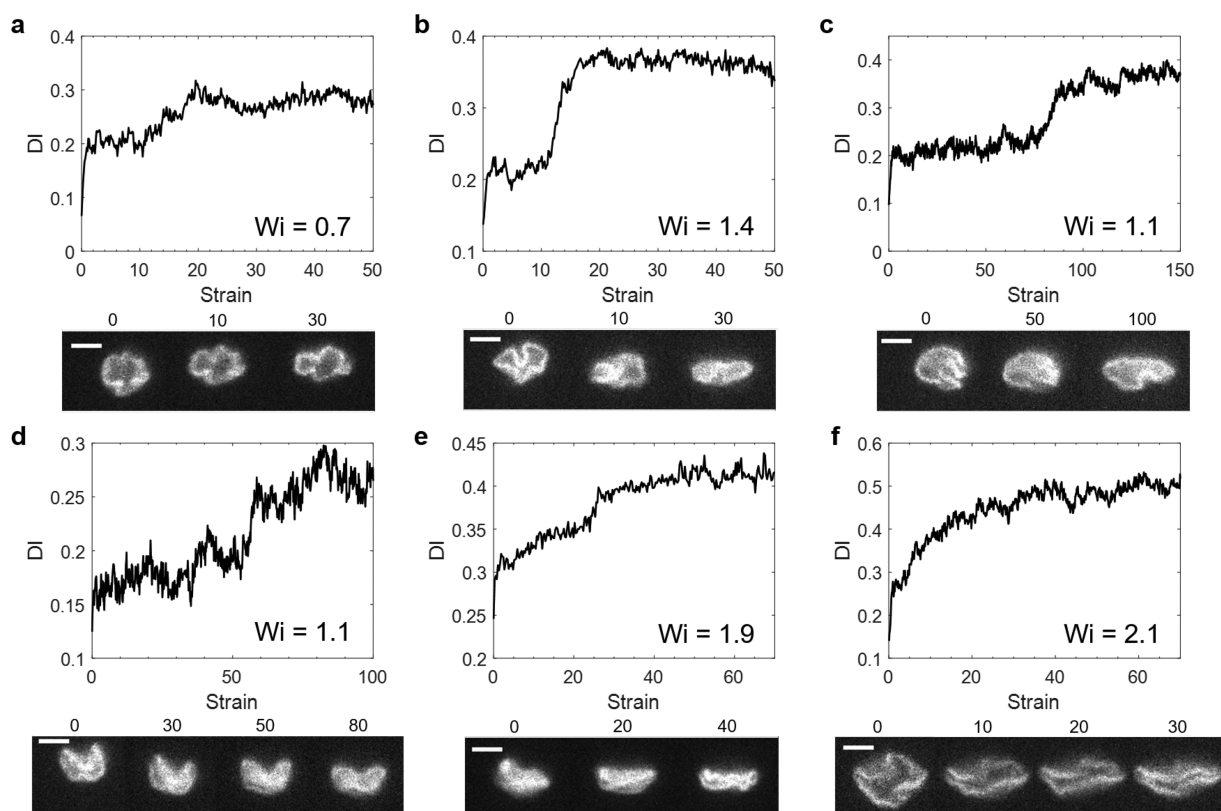 a
0.4
0.3
0.2
0.1
0
DI
0 10 20 30 40 50
Strain
Wi = 0.7
0 10 30
b
0.4
0.3
0.2
0.1
DI
0 10 20 30 40 50
Strain
Wi = 1.4
0 10 30
c
0.4
0.3
0.2
0.1
0
DI
0 50 100 150
Strain
Wi = 1.1
0 50 100
d
0.3
0.25
0.2
0.15
0.1
DI
0 50 100
Strain
Wi = 1.1
0 30 50 80
e
0.45
0.4
0.35
0.3
0.25
0.2
DI
0 20 40 60
Strain
Wi = 1.9
0 20 40
f
0.6
0.5
0.4
0.3
0.2
0.1
DI
0 20 40 60
Strain
Wi = 2.1
0 10 20 30